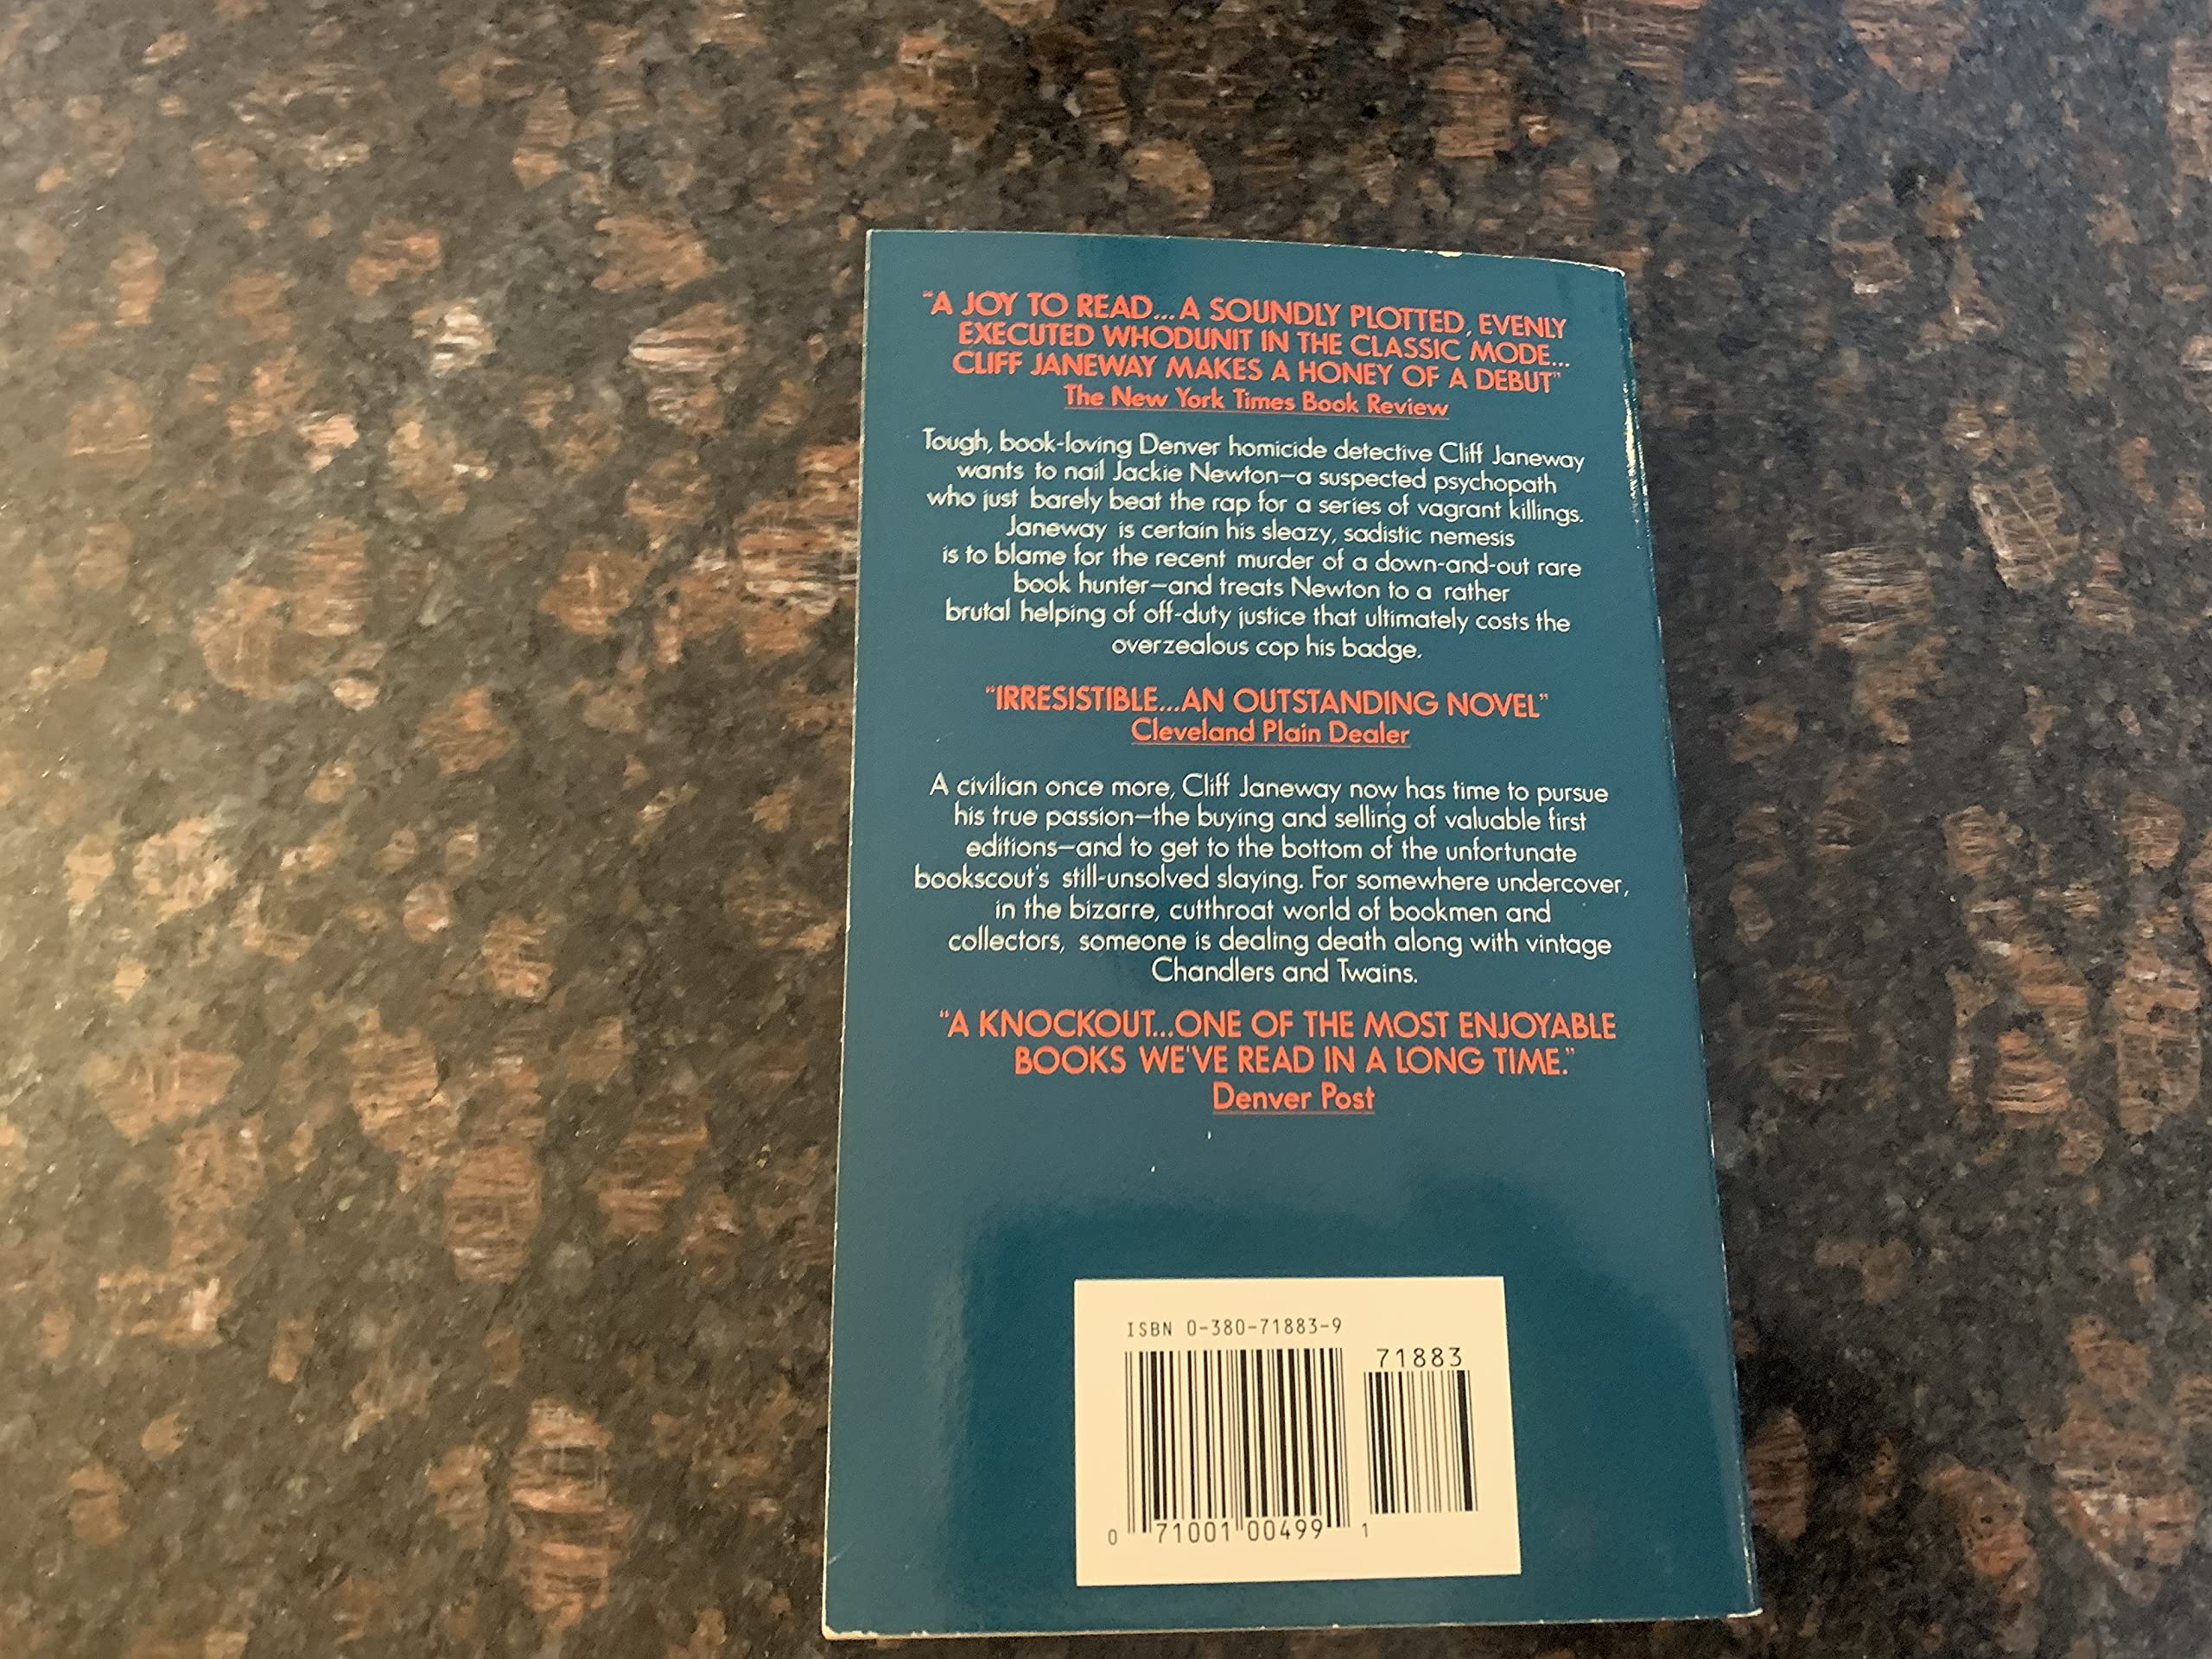 “A JOY TO READ...A SOUNDLY PLOTTED, EVENLY
EXECUTED WHODUNIT IN THE CLASSIC MODE...
CLIFF JANEWAY MAKES A HONEY OF A DEBUT”
The New York Times Book Review
Tough, book-loving Denver homicide detective Cliff Janeway
wants to nail Jackie Newton—a suspected psychopath
who just barely beat the rap for a series of vagrant killings.
Janeway is certain his sleazy, sadistic nemesis
is to blame for the recent murder of a down-and-out rare
book hunter—and treats Newton to a rather
brutal helping of off-duty justice that ultimately costs the
overzealous cop his badge.
“IRRESISTIBLE...AN OUTSTANDING NOVEL”
Cleveland Plain Dealer
A civilian once more, Cliff Janeway now has time to pursue
his true passion—the buying and selling of valuable first
editions—and to get to the bottom of the unfortunate
bookscout's still-unsolved slaying. For somewhere undercover,
in the bizarre, cutthroat world of bookmen and
collectors, someone is dealing death along with vintage
Chandlers and Twains.
“A KNOCKOUT...ONE OF THE MOST ENJOYABLE
BOOKS WE'VE READ IN A LONG TIME.”
Denver Post
ISBN 0-380-71883-9
71883
0 71001 00499 1